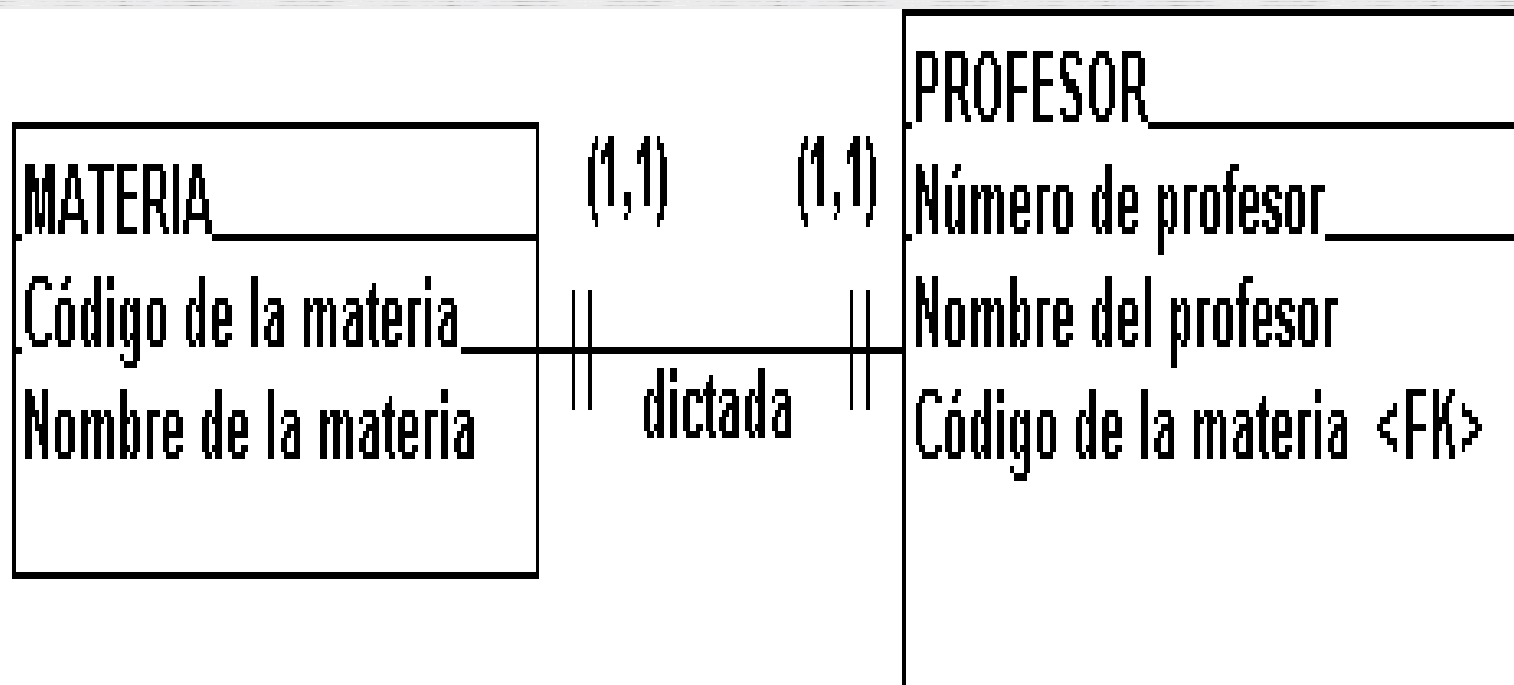 MATERIA
Código de la materia
Nombre de la materia
(1,1)
(1,1)
dictada
PROFESOR
Número de profesor
Nombre del profesor
Código de la materia <FK>